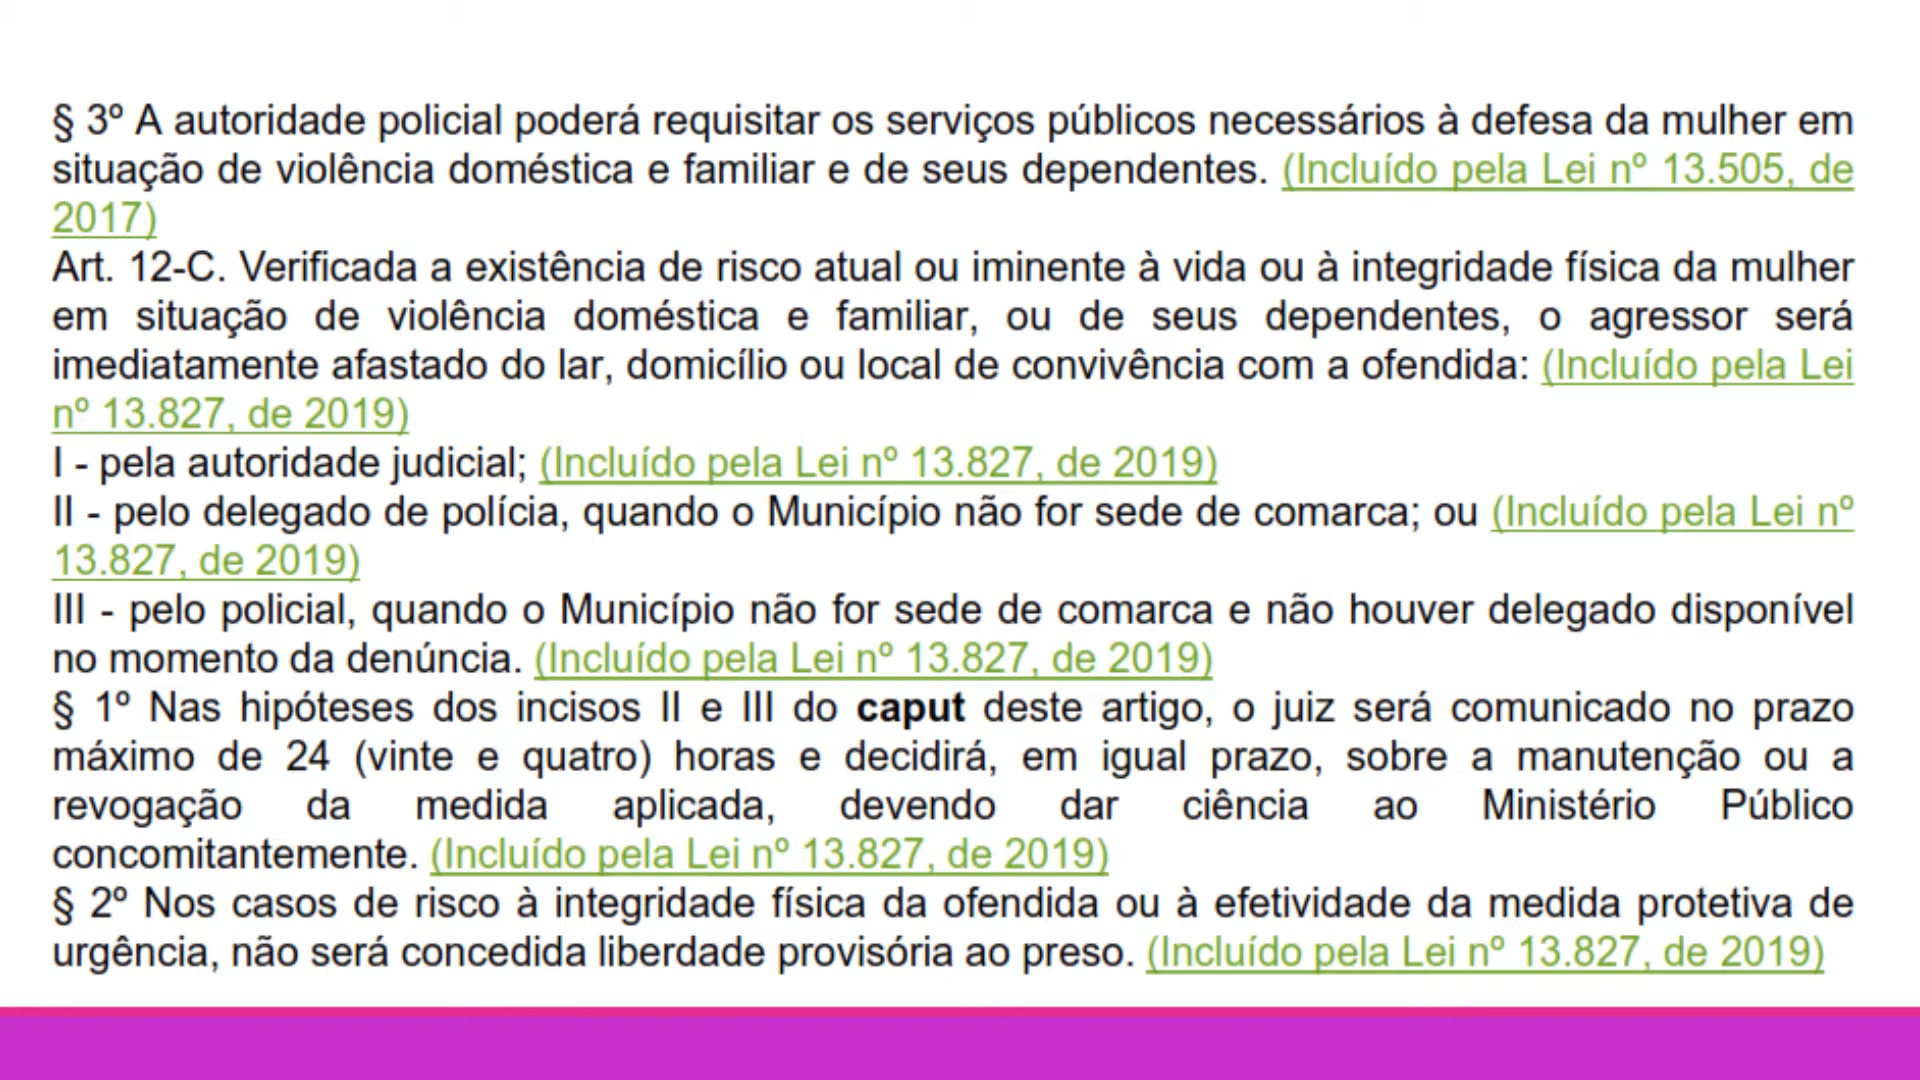 § 3º A autoridade policial poderá requisitar os serviços públicos necessários à defesa da mulher em
situação de violência doméstica e familiar e de seus dependentes. (Incluído pela Lei nº 13.505, de
2017)
Art. 12-C. Verificada a existência de risco atual ou iminente à vida ou à integridade física da mulher
em situação de violência doméstica e familiar, ou de seus dependentes, o agressor será
imediatamente afastado do lar, domicílio ou local de convivência com a ofendida: (Incluído pela Lei
nº 13.827, de 2019)
I - pela autoridade judicial; (Incluído pela Lei nº 13.827, de 2019)
II - pelo delegado de polícia, quando o Município não for sede de comarca; ou (Incluído pela Lei nº
13.827, de 2019)
III - pelo policial, quando o Município não for sede de comarca e não houver delegado disponível
no momento da denúncia. (Incluído pela Lei nº 13.827, de 2019)
§ 1º Nas hipóteses dos incisos II e III do caput deste artigo, o juiz será comunicado no prazo
máximo de 24 (vinte e quatro) horas e decidirá, em igual prazo, sobre a manutenção ou a
revogação da medida aplicada, devendo dar ciência ao Ministério Público
concomitantemente. (Incluído pela Lei nº 13.827, de 2019)
§ 2º Nos casos de risco à integridade física da ofendida ou à efetividade da medida protetiva de
urgência, não será concedida liberdade provisória ao preso. (Incluído pela Lei nº 13.827, de 2019)